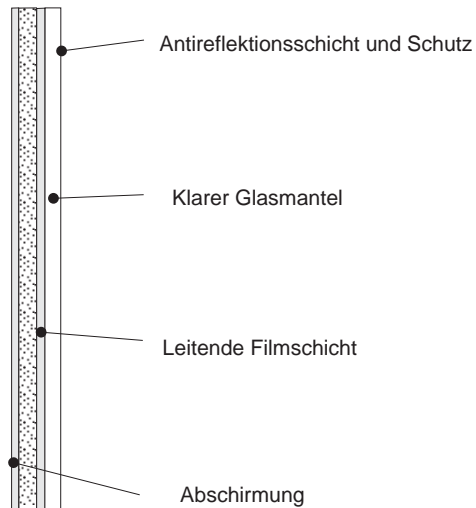 Antireflektionsschicht und Schutz
Klarer Glasmantel
Leitende Filmschicht
Abschirmung